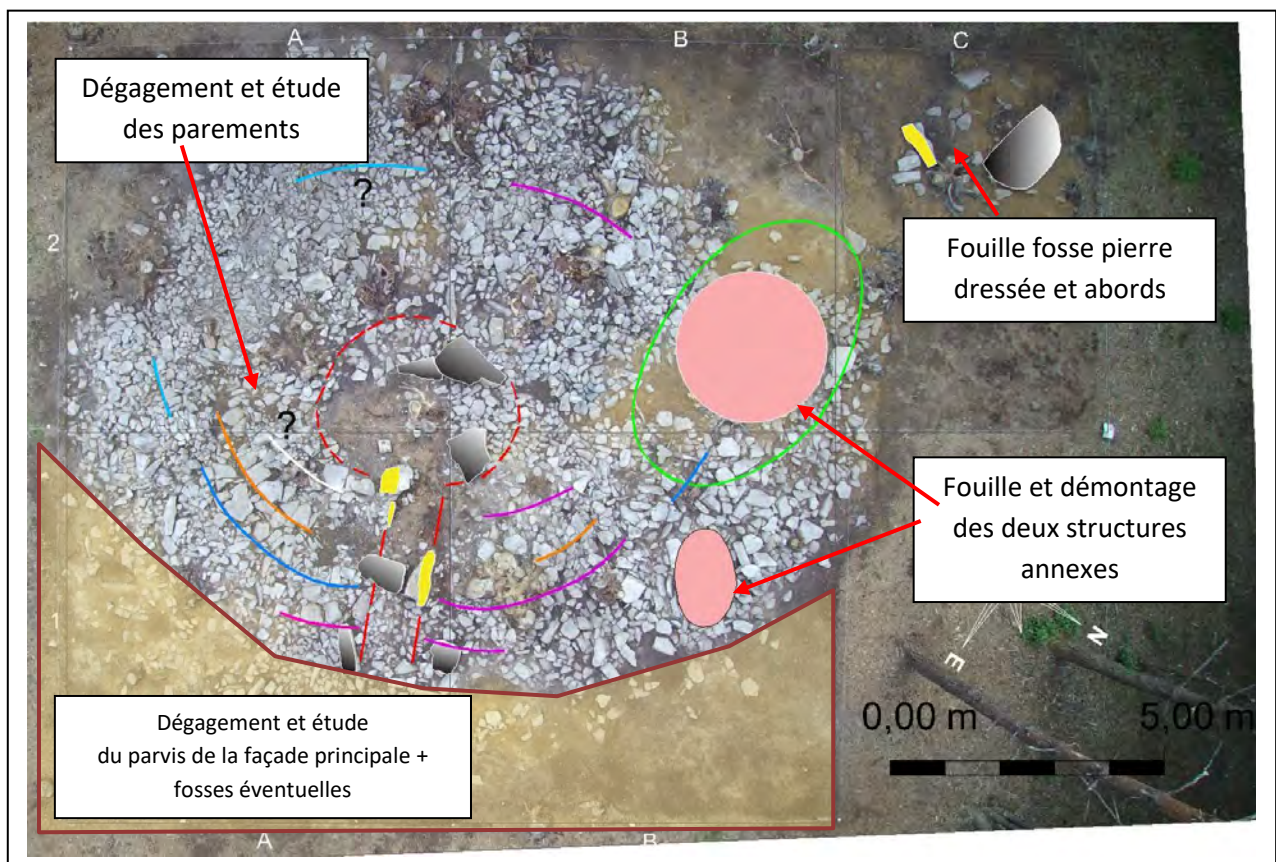 A
B
C
Dégagement et étude
des parements
?
2
Fouille fosse pierre
dressée et abords
?
Fouille et démontage
des deux structures
annexes
1
N
E
0,00 m
5,00 m
Dégagement et étude
du parvis de la façade principale +
fosses éventuelles
A
B